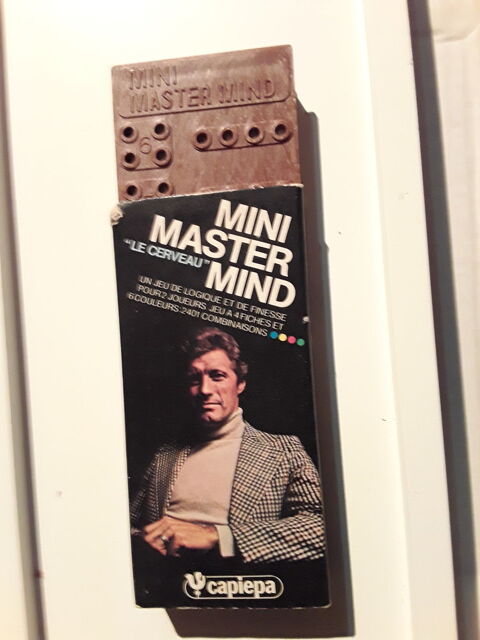 MINI
MASTER MIND
6
MINI
MASTER
"LE CERVEAU"
MIND
UN JEU DE LOGIQUE ET DE FINESSE
POUR 2 JOUEURS. JEU A 4 FICHES ET
6 COULEURS: 2401 COMBINAISONS
capiepa